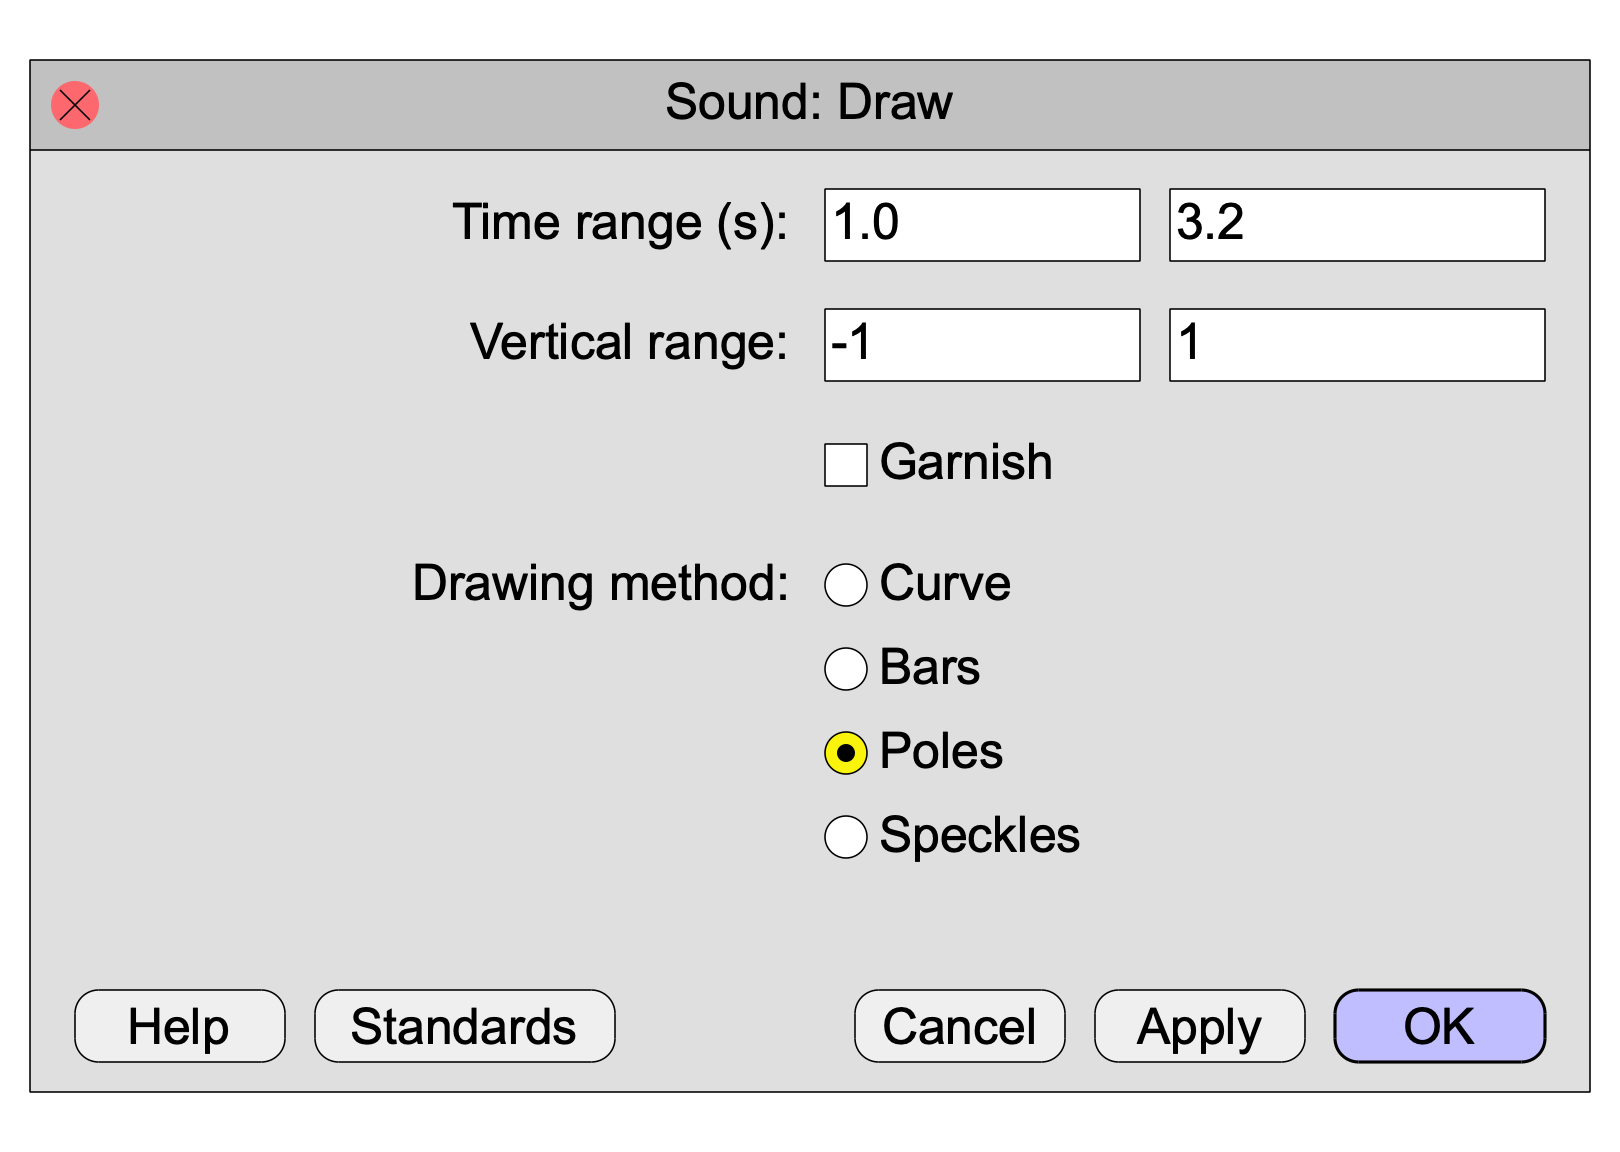 Sound: Draw
Time range (s): 1.0 3.2
Vertical range: -1 1
Garnish
Drawing method: Curve
Bars
Poles
Speckles
Help Standards Cancel Apply OK